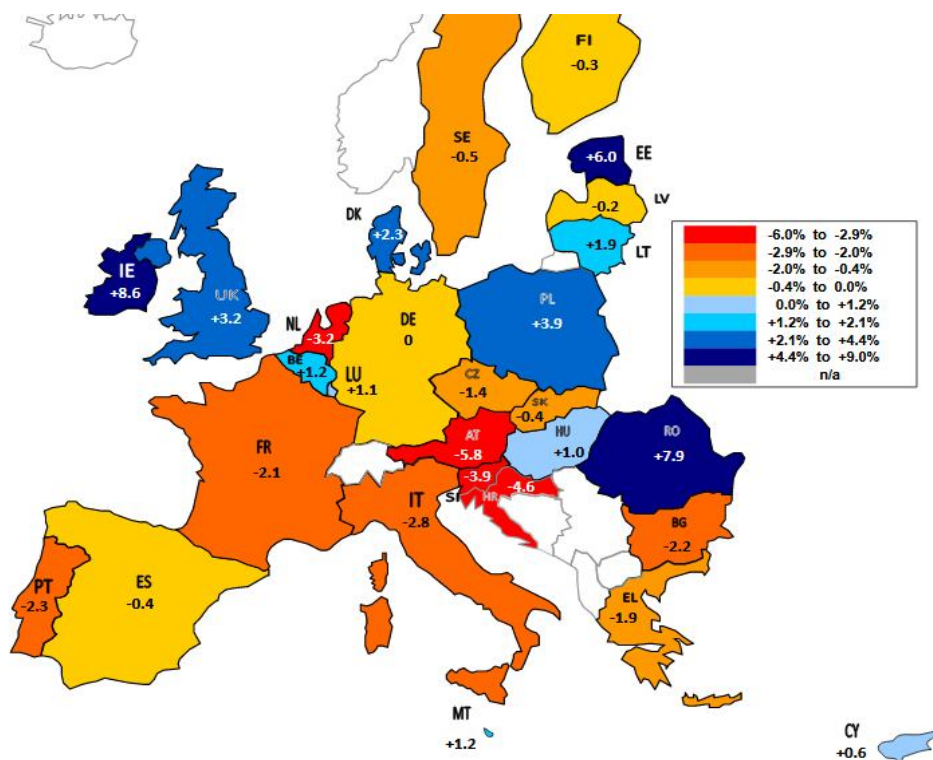 FI
-0.3
SE
-0.5
EE
+6.0
LV
-0.2
LT
+1.9
DK
+2.3
IE
+8.6
UK
+3.2
NL
-3.2
BE
+1.2
LU
+1.1
DE
0
PL
+3.9
CZ
-1.4
SK
-0.4
AT
-5.8
HU
+1.0
RO
+7.9
FR
-2.1
SI
-3.9
HR
-4.6
IT
-2.8
BG
-2.2
PT
-2.3
ES
-0.4
EL
-1.9
MT
+1.2
CY
+0.6
-6.0% to -2.9%
-2.9% to -2.0%
-2.0% to -0.4%
-0.4% to 0.0%
0.0% to +1.2%
+1.2% to +2.1%
+2.1% to +4.4%
+4.4% to +9.0%
n/a